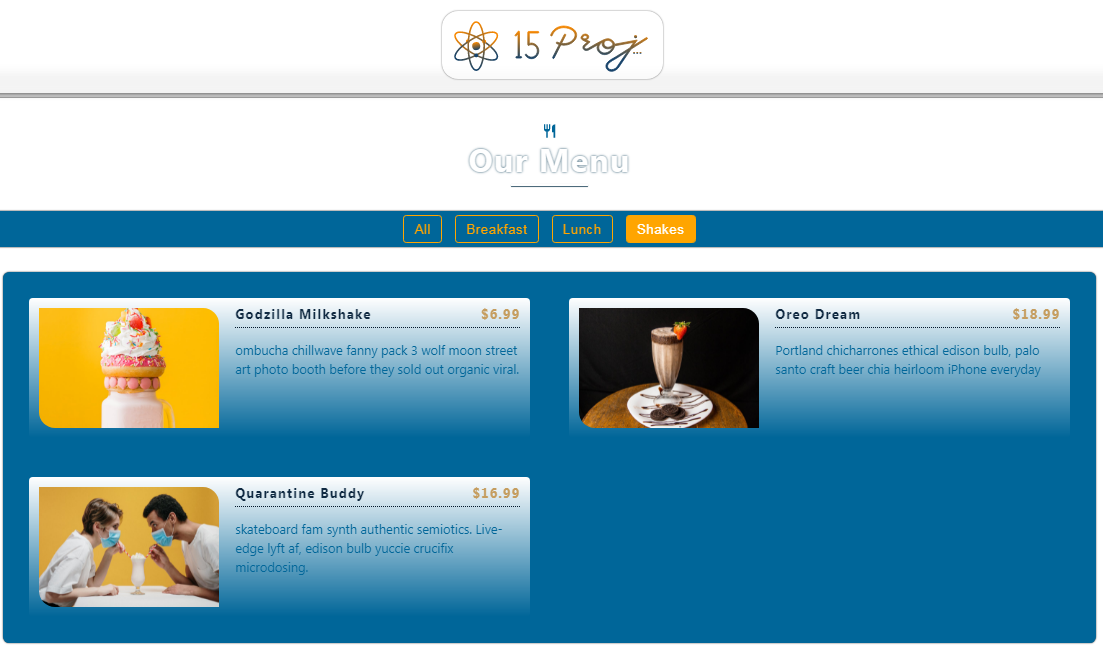 15 Proj...
Our Menu
All Breakfast Lunch Shakes
Godzilla Milkshake $6.99
ombucha chillwave fanny pack 3 wolf moon street
art photo booth before they sold out organic viral.
Oreo Dream $18.99
Portland chicharrones ethical edison bulb, palo
santo craft beer chia heirloom iPhone everyday
Quarantine Buddy $16.99
skateboard fam synth authentic semiotics. Live-
edge lyft af, edison bulb yuccie crucifix
microdosing.